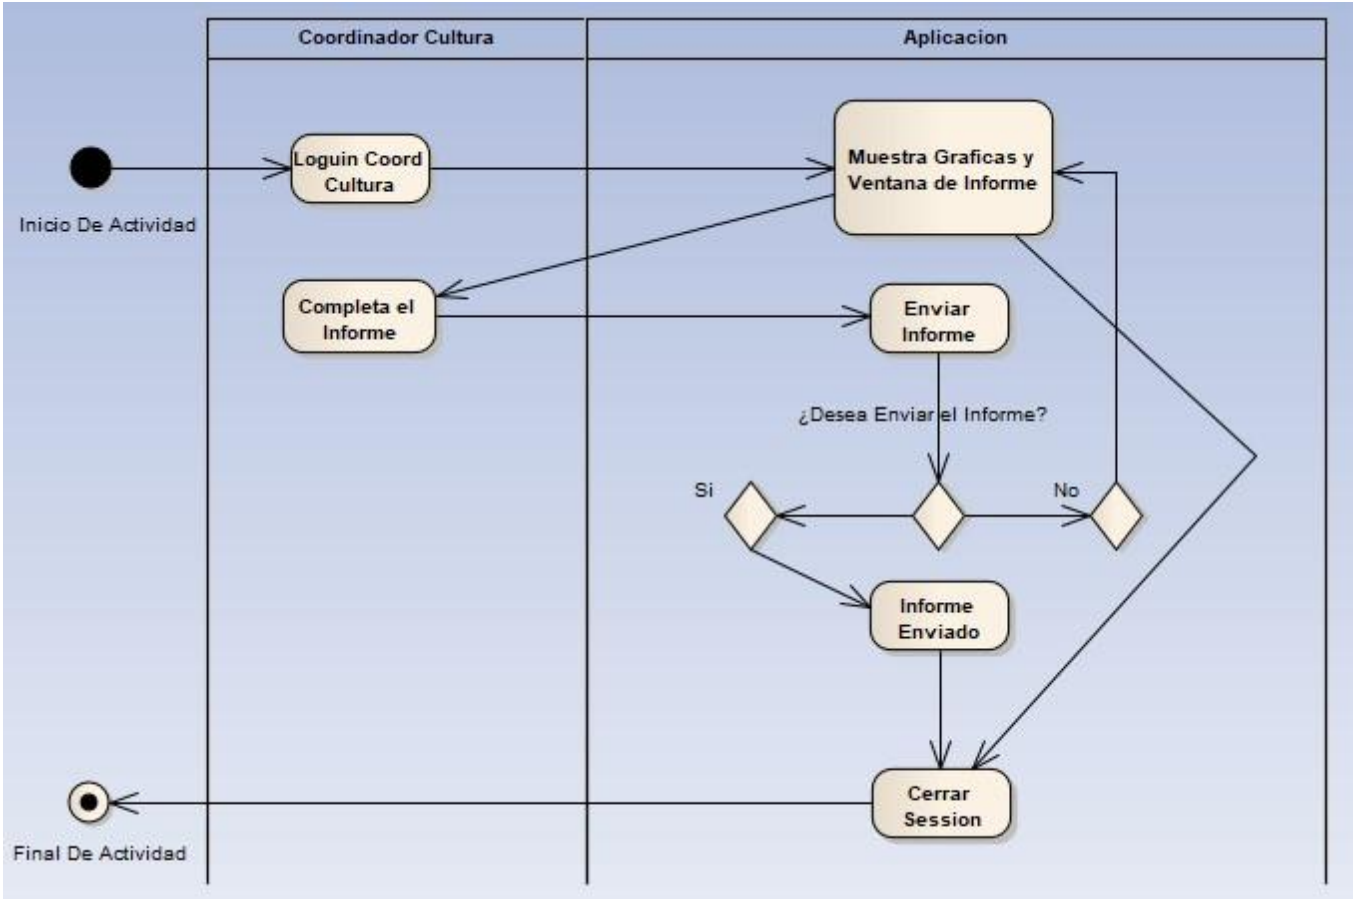 Coordinador Cultura
Aplicacion
Loguin Coord
Cultura
Muestra Graficas y
Ventana de Informe
Inicio De Actividad
Completa el
Informe
Enviar
Informe
¿Desea Enviar el Informe?
Si
No
Informe
Enviado
Cerrar
Session
Final De Actividad